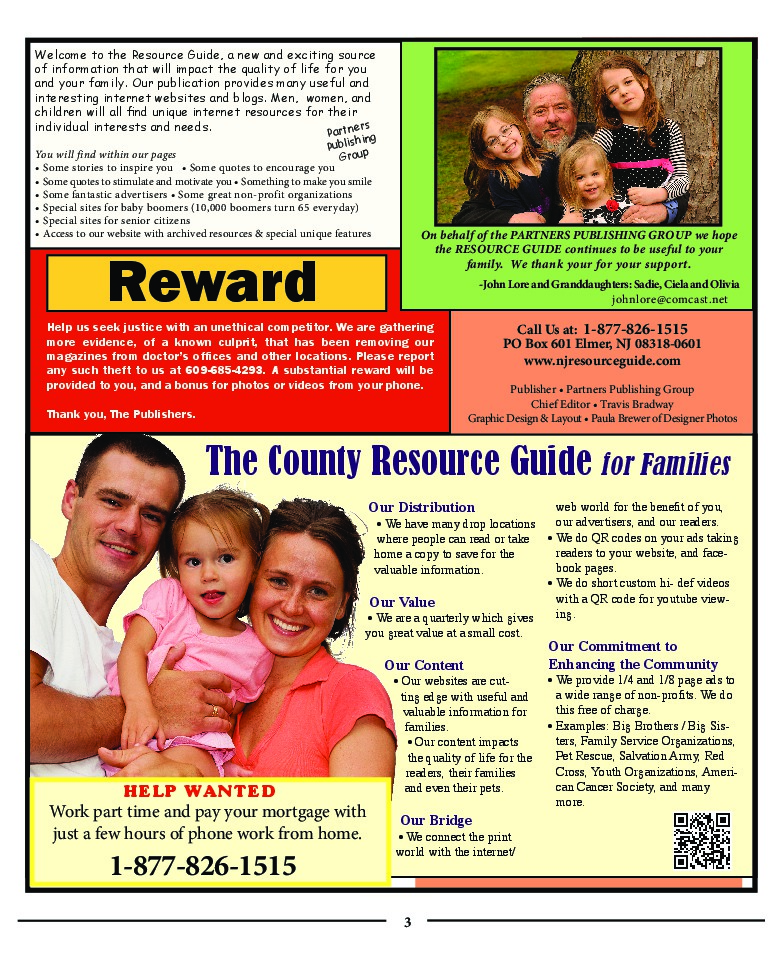 Welcome to the Resource Guide, a new and exciting source
of information that will impact the quality of life for you
and your family. Our publication provides many useful and
interesting internet websites and blogs. Men,  women, and
children will all find unique internet resources for their
individual interests and needs.
Partners
Publishing
Group
You will find within our pages
• Some stories to inspire you   • Some quotes to encourage you
• Some quotes to stimulate and motivate you • Something to make you smile
• Some fantastic advertisers • Some great non-profit organizations
• Special sites for baby boomers (10,000 boomers turn 65 everyday)
• Special sites for senior citizens
• Access to our website with archived resources & special unique features
On behalf of the PARTNERS PUBLISHING GROUP we hope
the RESOURCE GUIDE continues to be useful to your
family.  We thank your for your support.
-John Lore and Granddaughters: Sadie, Ciela and Olivia
johnlore@comcast.net
Reward
Help us seek justice with an unethical competitor. We are gathering
more evidence, of a known culprit, that has been removing our
magazines from doctor's offices and other locations. Please report
any such theft to us at 609-685-4293. A substantial reward will be
provided to you, and a bonus for photos or videos from your phone.
Thank you, The Publishers.
Call Us at:  1-877-826-1515
PO Box 601 Elmer, NJ 08318-0601
www.njresourceguide.com
Publisher • Partners Publishing Group
Chief Editor • Travis Bradway
Graphic Design & Layout • Paula Brewer of Designer Photos
The County Resource Guide for Families
Our Distribution
• We have many drop locations
where people can read or take
home a copy to save for the
valuable information.
Our Value
• We are a quarterly which gives
you great value at a small cost.
Our Content
• Our websites are cut-
ting edge with useful and
valuable information for
families.
• Our content impacts
the quality of life for the
readers, their families
and even their pets.
Our Bridge
• We connect the print
world with the internet/
web world for the benefit of you,
our advertisers, and our readers.
• We do QR codes on your ads taking
readers to your website, and face-
book pages.
• We do short custom hi- def videos
with a QR code for youtube view-
ing.
Our Commitment to
Enhancing the Community
• We provide 1/4 and 1/8 page ads to
a wide range of non-profits. We do
this free of charge.
• Examples: Big Brothers / Big Sis-
ters, Family Service Organizations,
Pet Rescue, Salvation Army, Red
Cross, Youth Organizations, Ameri-
can Cancer Society, and many
more.
HELP WANTED
Work part time and pay your mortgage with
just a few hours of phone work from home.
1-877-826-1515
3